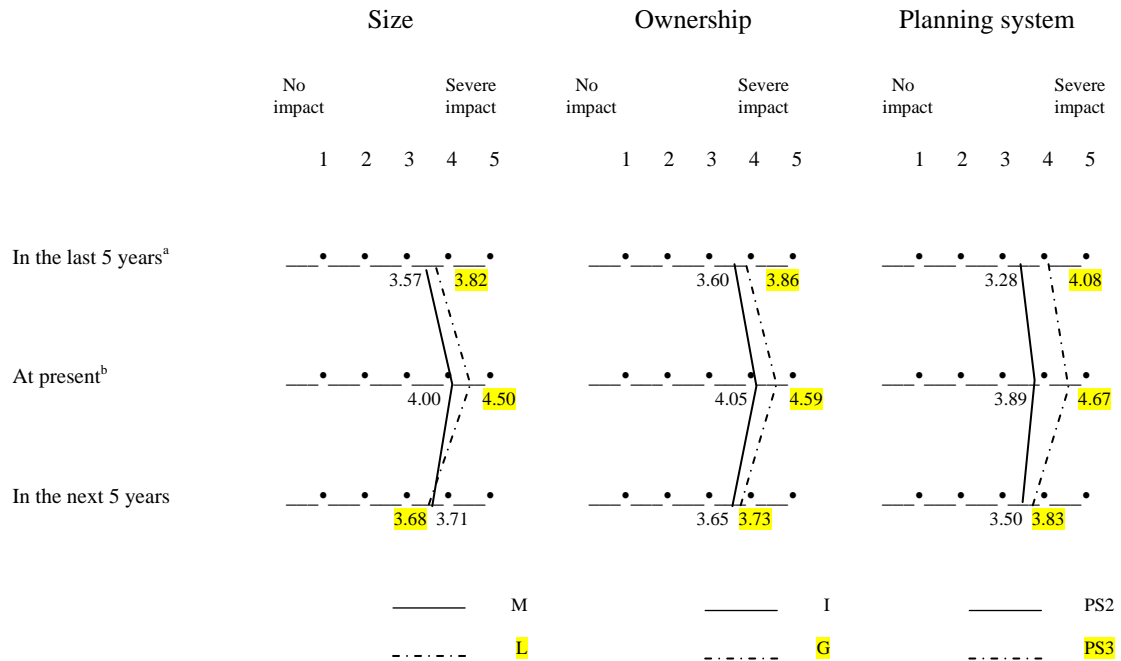 Size Ownership Planning system
No impact Severe impact No impact Severe impact No impact Severe impact
1 2 3 4 5 1 2 3 4 5 1 2 3 4 5
In the last 5 yearsᵃ
3.57 3.82 3.60 3.86 3.28 4.08
At presentᵇ
4.00 4.50 4.05 4.59 3.89 4.67
In the next 5 years
3.68 3.71 3.65 3.73 3.50 3.83
M I PS2
L G PS3